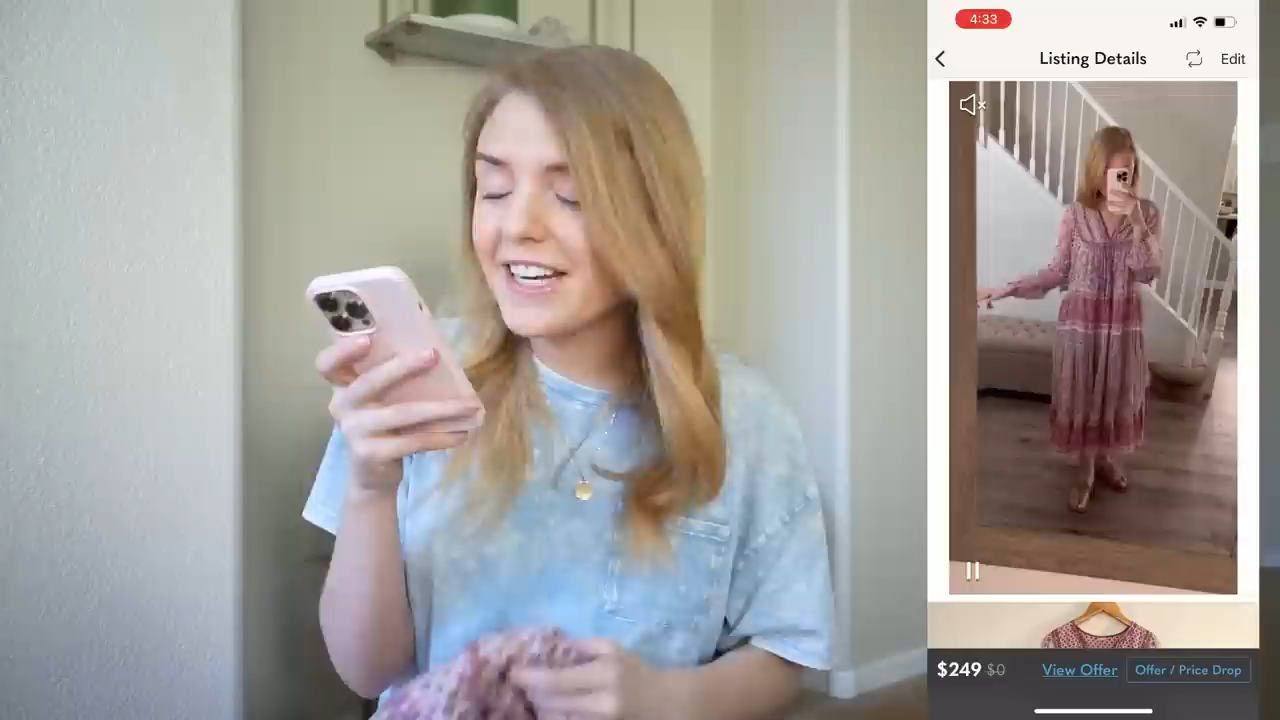 4:33
Listing Details
Edit
$249 $0
View Offer
Offer / Price Drop